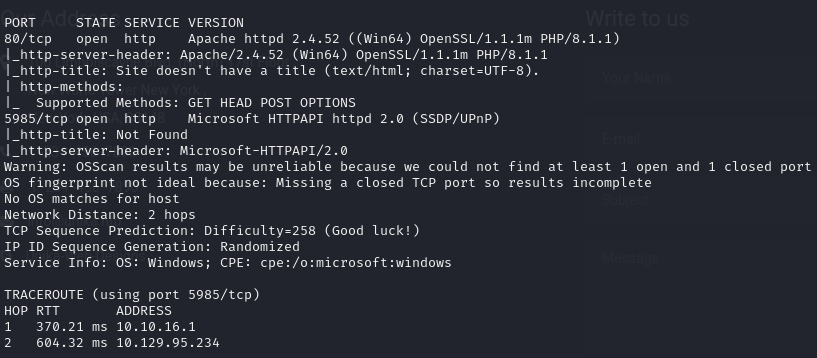 PORT     STATE SERVICE VERSION
80/tcp   open  http    Apache httpd 2.4.52 ((Win64) OpenSSL/1.1.1m PHP/8.1.1)
|_http-server-header: Apache/2.4.52 (Win64) OpenSSL/1.1.1m PHP/8.1.1
|_http-title: Site doesn't have a title (text/html; charset=UTF-8).
| http-methods:
|_  Supported Methods: GET HEAD POST OPTIONS
5985/tcp open  http    Microsoft HTTPAPI httpd 2.0 (SSDP/UPnP)
|_http-title: Not Found
|_http-server-header: Microsoft-HTTPAPI/2.0
Warning: OSScan results may be unreliable because we could not find at least 1 open and 1 closed port
OS fingerprint not ideal because: Missing a closed TCP port so results incomplete
No OS matches for host
Network Distance: 2 hops
TCP Sequence Prediction: Difficulty=258 (Good luck!)
IP ID Sequence Generation: Randomized
Service Info: OS: Windows; CPE: cpe:/o:microsoft:windows
TRACEROUTE (using port 5985/tcp)
HOP RTT       ADDRESS
1   370.21 ms 10.10.16.1
2   604.32 ms 10.129.95.234
Write to us
Your Name
Email
Subject
Message